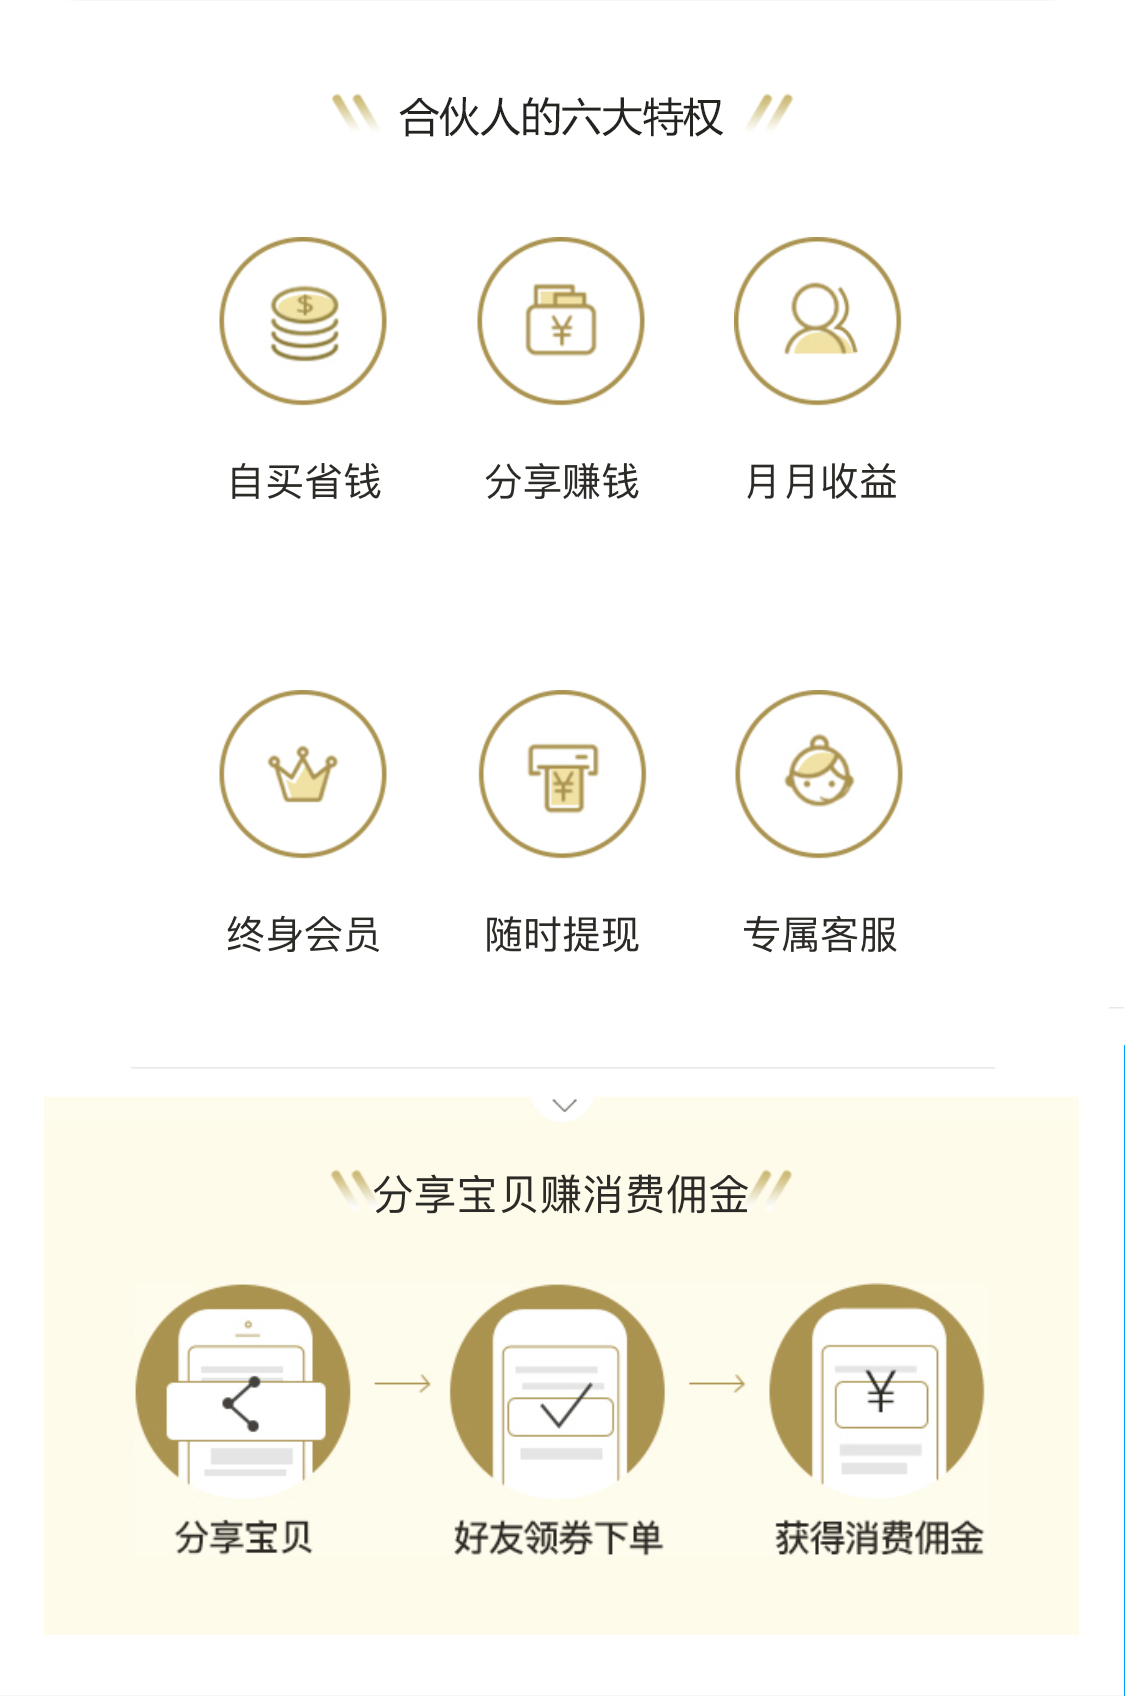 合伙人的六大特权
$ ¥
自买省钱 分享赚钱 月月收益
¥
终身会员 随时提现 专属客服
分享宝贝赚消费佣金
¥
分享宝贝 好友领券下单 获得消费佣金